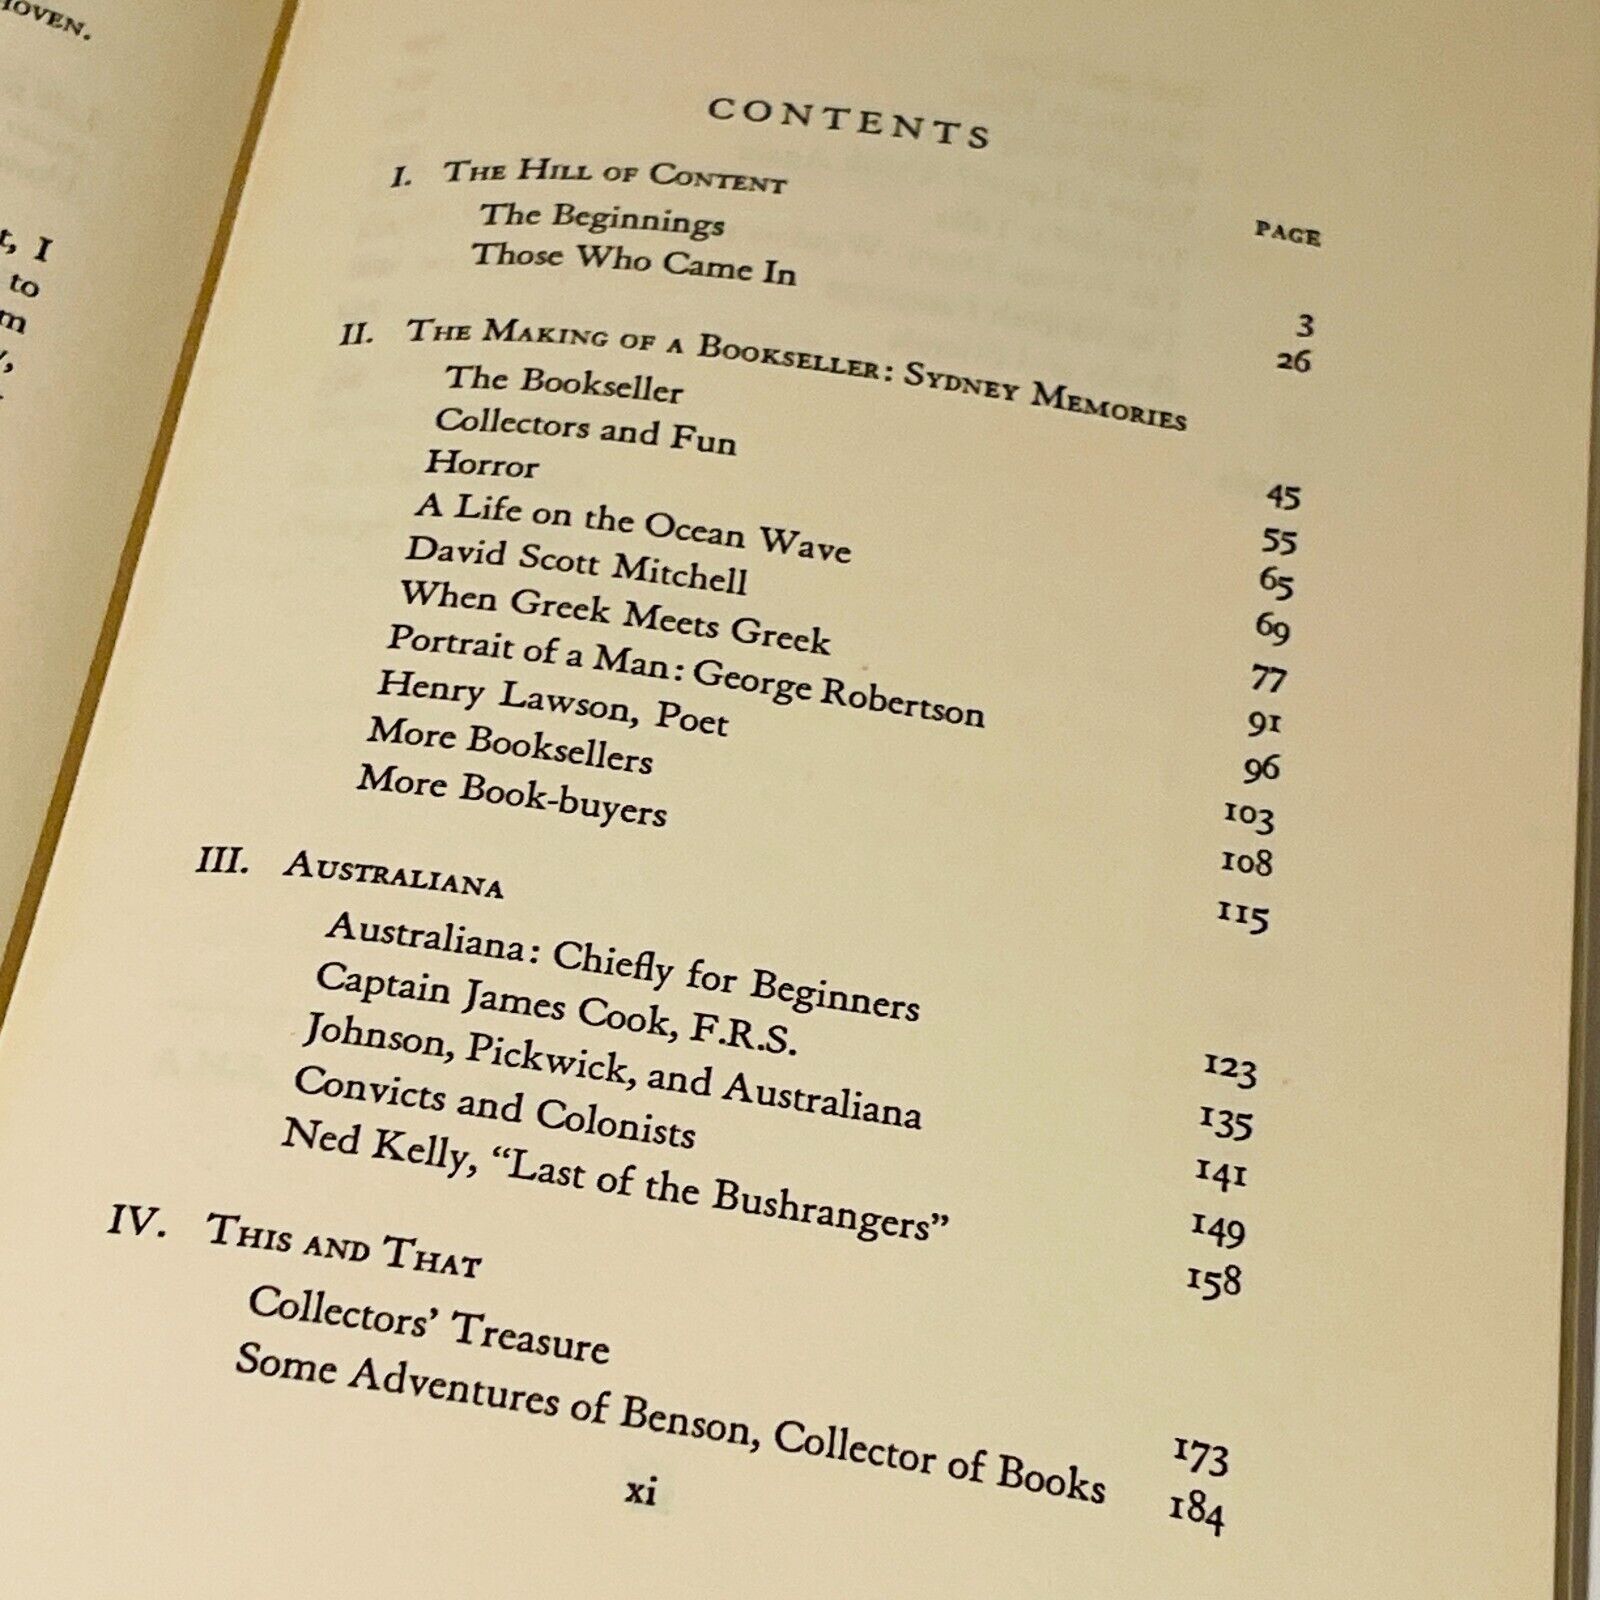 HOVEN.
t, I
to
m
CONTENTS
PAGE
I. THE HILL OF CONTENT
The Beginnings 3
Those Who Came In 26
II. THE MAKING OF A BOOKSELLER: SYDNEY MEMORIES
The Bookseller 45
Collectors and Fun 55
Horror 65
A Life on the Ocean Wave 69
David Scott Mitchell 77
When Greek Meets Greek 91
Portrait of a Man: George Robertson 96
Henry Lawson, Poet 103
More Booksellers 108
More Book-buyers 115
III. AUSTRALIANA
Australiana: Chiefly for Beginners 123
Captain James Cook, F.R.S. 135
Johnson, Pickwick, and Australiana 141
Convicts and Colonists 149
Ned Kelly, “Last of the Bushrangers” 158
IV. THIS AND THAT
Collectors’ Treasure 173
Some Adventures of Benson, Collector of Books 184
xi